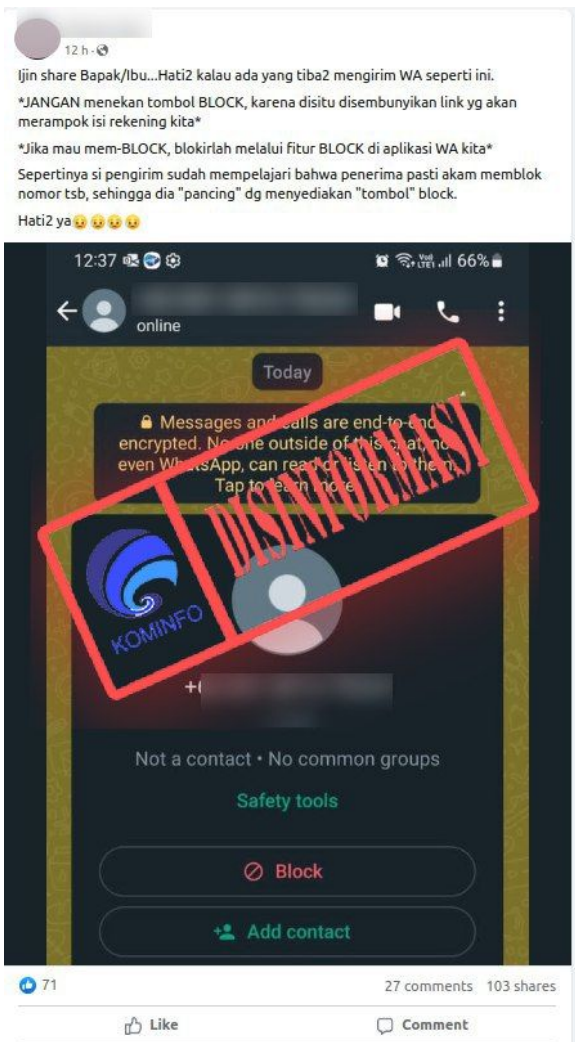 12 h ·
Ijin share Bapak/Ibu...Hati2 kalau ada yang tiba2 mengirim WA seperti ini.
*JANGAN menekan tombol BLOCK, karena disitu disembunyikan link yg akan
merampok isi rekening kita*
*Jika mau mem-BLOCK, blokirlah melalui fitur BLOCK di aplikasi WA kita*
Sepertinya si pengirim sudah mempelajari bahwa penerima pasti akam memblok
nomor tsb, sehingga dia "pancing" dg menyediakan "tombol" block.
Hati2 ya😣😣😣😣
12:37 Vo) LTE1 66%
online
Today
Messages and calls are end-to-end
encrypted. No one outside of this chat, not
even WhatsApp, can read or listen to them.
Tap to learn more.
DISINFORMASI
KOMINFO
+
Not a contact • No common groups
Safety tools
Block
Add contact
71 27 comments 103 shares
Like Comment